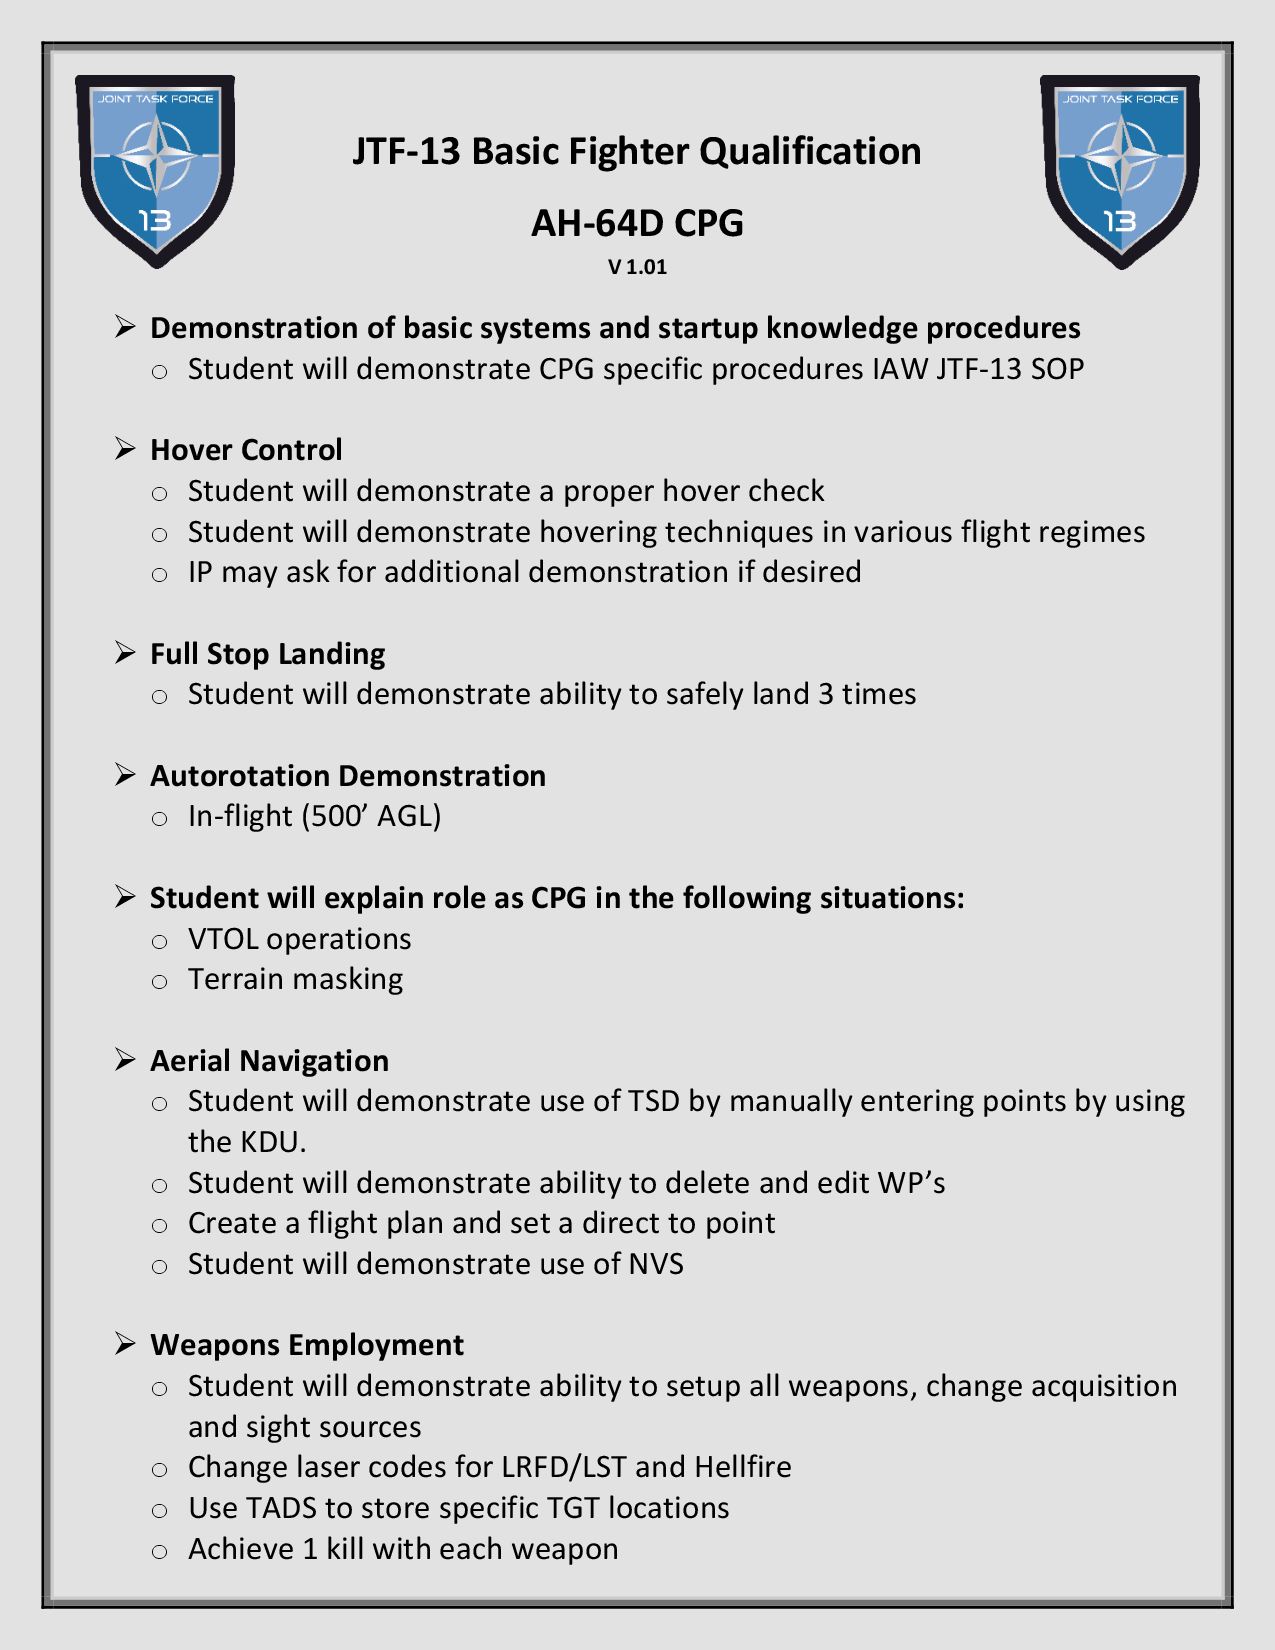 JOINT TASK FORCE
13
JOINT TASK FORCE
13
JTF-13 Basic Fighter Qualification
AH-64D CPG
V 1.01
➢ Demonstration of basic systems and startup knowledge procedures
o Student will demonstrate CPG specific procedures IAW JTF-13 SOP
➢ Hover Control
o Student will demonstrate a proper hover check
o Student will demonstrate hovering techniques in various flight regimes
o IP may ask for additional demonstration if desired
➢ Full Stop Landing
o Student will demonstrate ability to safely land 3 times
➢ Autorotation Demonstration
o In-flight (500’ AGL)
➢ Student will explain role as CPG in the following situations:
o VTOL operations
o Terrain masking
➢ Aerial Navigation
o Student will demonstrate use of TSD by manually entering points by using
the KDU.
o Student will demonstrate ability to delete and edit WP’s
o Create a flight plan and set a direct to point
o Student will demonstrate use of NVS
➢ Weapons Employment
o Student will demonstrate ability to setup all weapons, change acquisition
and sight sources
o Change laser codes for LRFD/LST and Hellfire
o Use TADS to store specific TGT locations
o Achieve 1 kill with each weapon